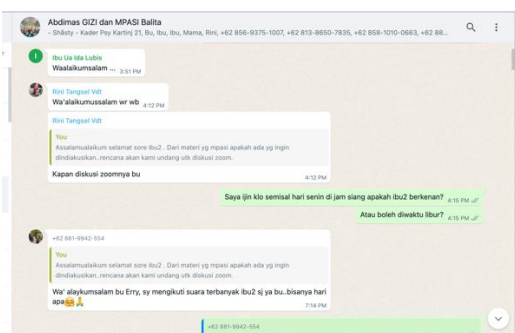 Abdimas GIZI dan MPASI Balita
~ Shåsty - Kader Psy Kartinj 21, Bu, Ibu, Ibu, Mama, Rini, +62 856-9375-1007, +62 813-8650-7835, +62 858-1010-0663, +62 88...
Ibu Ua Ida Lubis
Waalaikumsalam ... 3:51 PM
Rini Tangsel Vdt
Wa'alaikumussalam wr wb 4:12 PM
Rini Tangsel Vdt
You
Assalamualaikum selamat sore ibu2 . Dari materi yg mpasi apakah ada yg ingin
dindiakusikan..rencana akan kami undang utk diskusi zoom.
Kapan diskusi zoomnya bu
4:12 PM
Saya ijin klo semisal hari senin di jam siang apakah ibu2 berkenan? 4:15 PM
Atau boleh diwaktu libur? 4:15 PM
+62 881-9942-554
You
Assalamualaikum selamat sore ibu2 . Dari materi yg mpasi apakah ada yg ingin
dindiakusikan..rencana akan kami undang utk diskusi zoom.
Wa' alaykumsalam bu Erry, sy mengikuti suara terbanyak ibu2 sj ya bu..bisanya hari
apa😄🙏
7:14 PM
+62 881-9942-554